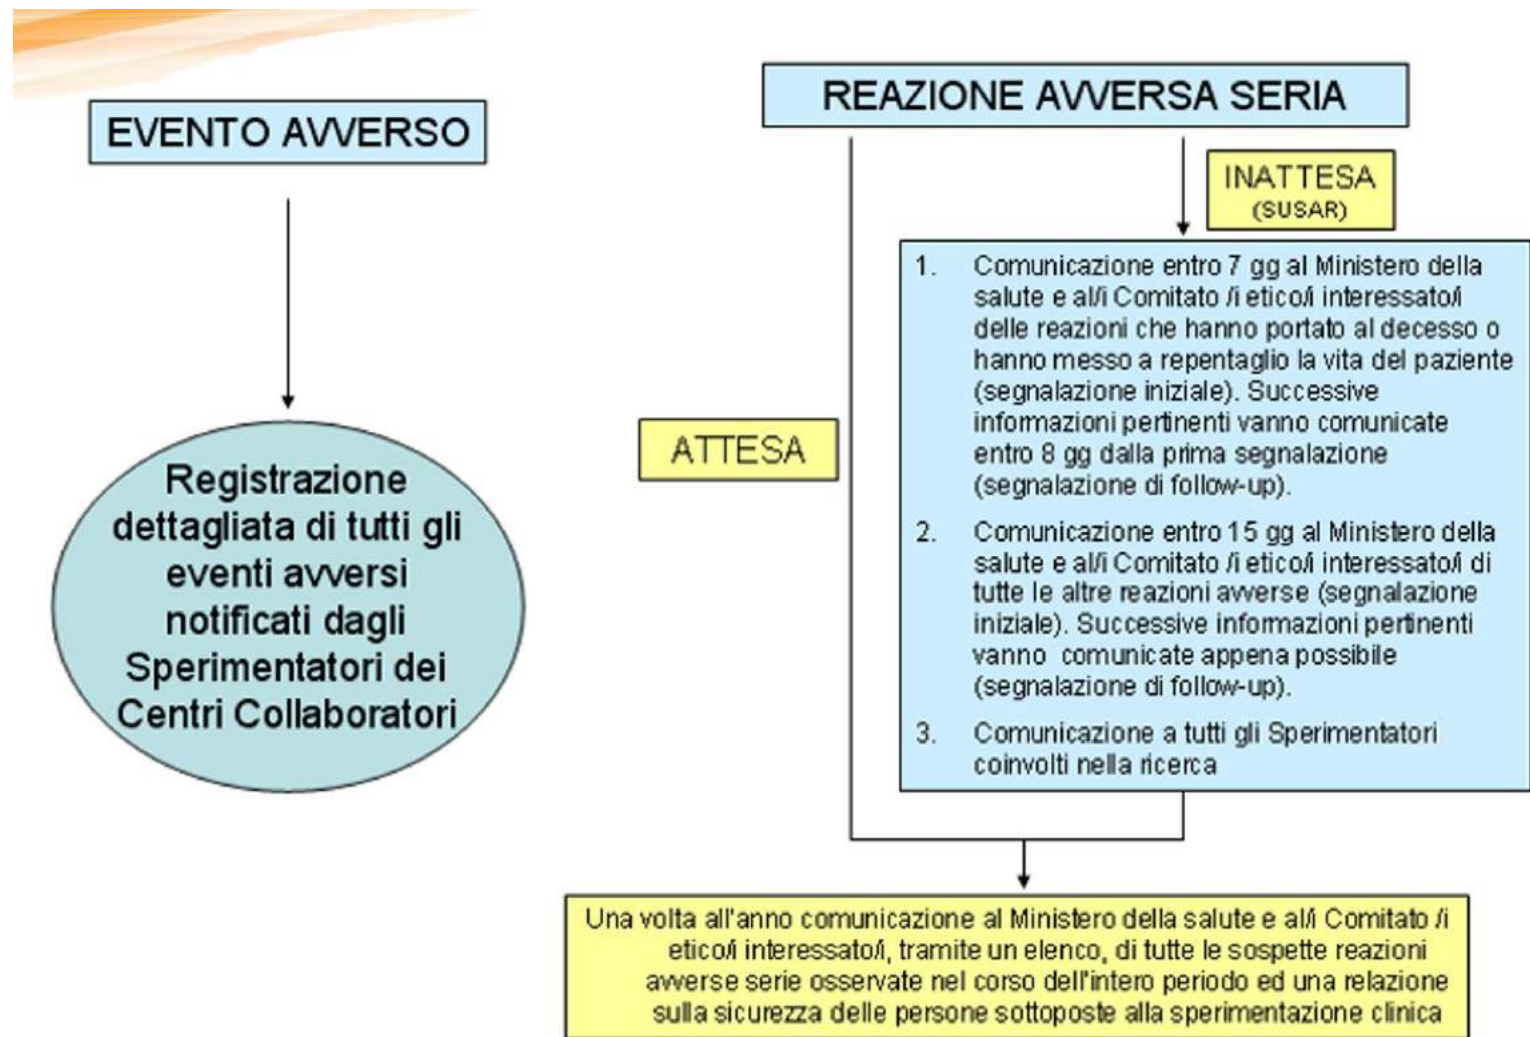 EVENTO AVVERSO
Registrazione
dettagliata di tutti gli
eventi avversi
notificati dagli
Sperimentatori dei
Centri Collaboratori
REAZIONE AVVERSA SERIA
INATTESA
(SUSAR)
1. Comunicazione entro 7 gg al Ministero della
salute e al/i Comitato /i etico/i interessato/i
delle reazioni che hanno portato al decesso o
hanno messo a repentaglio la vita del paziente
(segnalazione iniziale). Successive
informazioni pertinenti vanno comunicate
entro 8 gg dalla prima segnalazione
(segnalazione di follow-up).
2. Comunicazione entro 15 gg al Ministero della
salute e al/i Comitato /i etico/i interessato/i di
tutte le altre reazioni avverse (segnalazione
iniziale). Successive informazioni pertinenti
vanno comunicate appena possibile
(segnalazione di follow-up).
3. Comunicazione a tutti gli Sperimentatori
coinvolti nella ricerca
ATTESA
Una volta all'anno comunicazione al Ministero della salute e al/i Comitato /i
etico/i interessato/i, tramite un elenco, di tutte le sospette reazioni
avverse serie osservate nel corso dell'intero periodo ed una relazione
sulla sicurezza delle persone sottoposte alla sperimentazione clinica